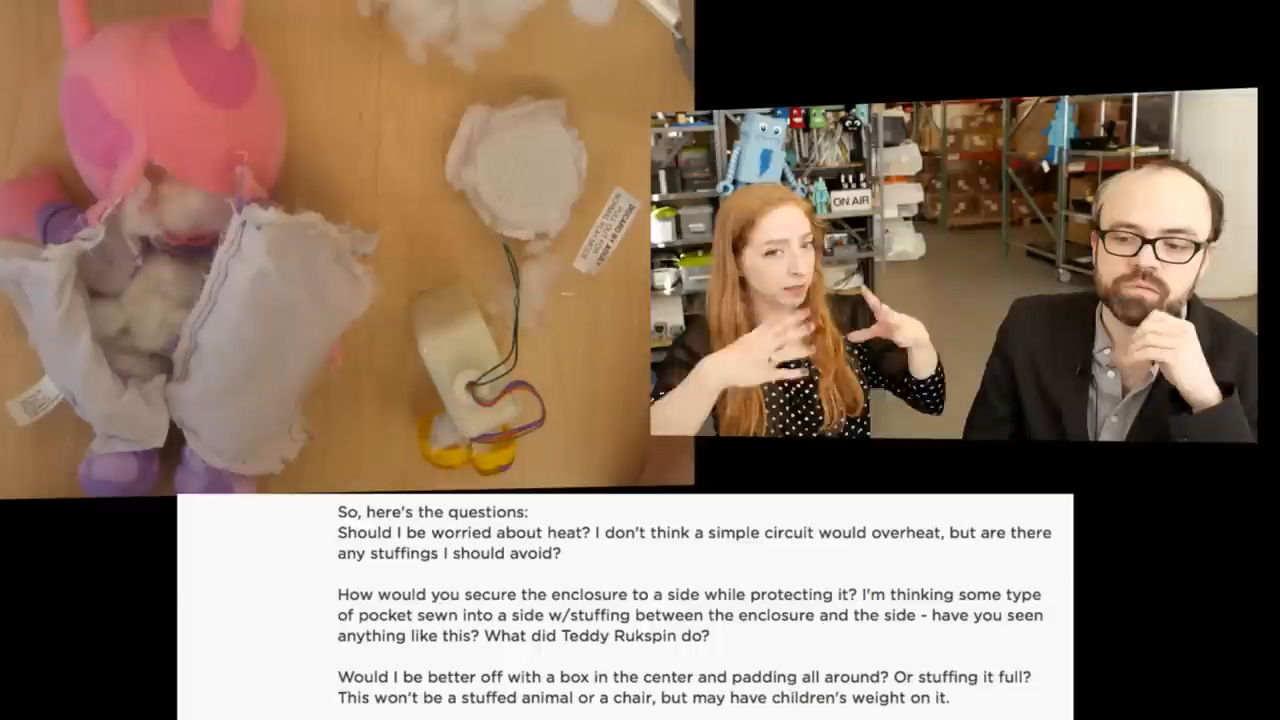 ON AIR
So, here's the questions:
Should I be worried about heat? I don't think a simple circuit would overheat, but are there
any stuffings I should avoid?
How would you secure the enclosure to a side while protecting it? I'm thinking some type
of pocket sewn into a side w/stuffing between the enclosure and the side - have you seen
anything like this? What did Teddy Rukspin do?
Would I be better off with a box in the center and padding all around? Or stuffing it full?
This won't be a stuffed animal or a chair, but may have children's weight on it.